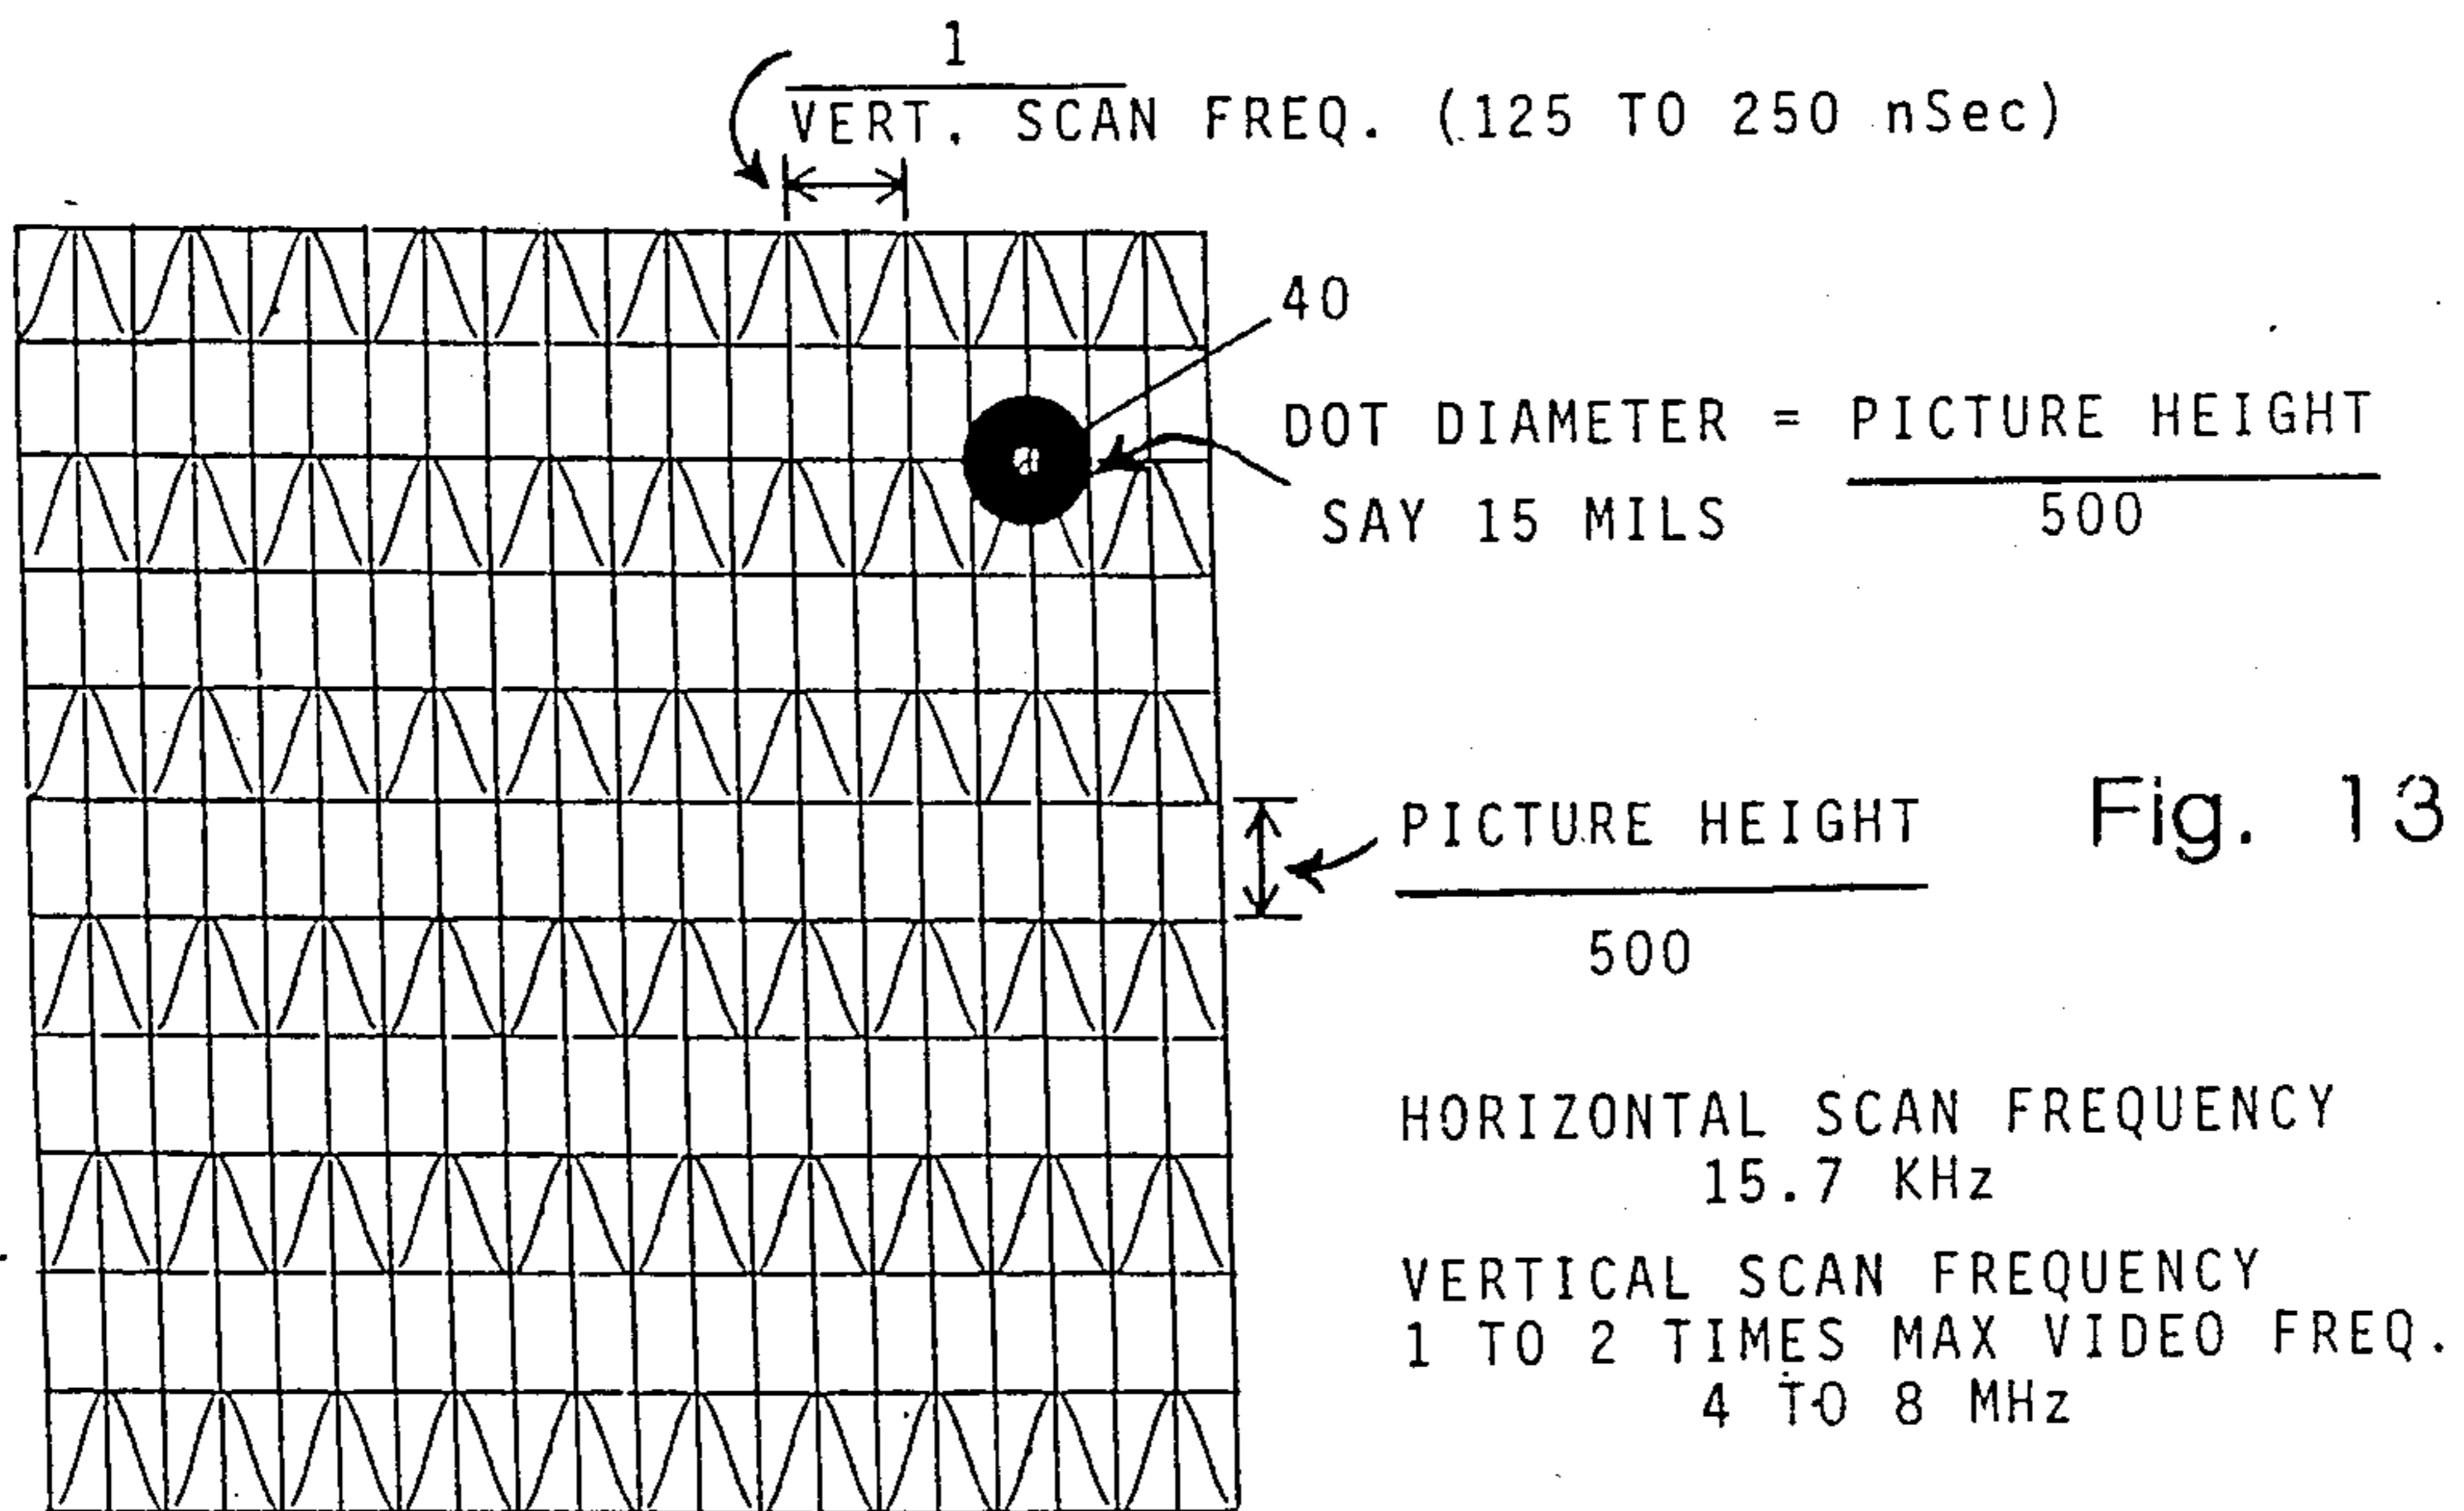 1
VERT. SCAN FREQ. (125 TO 250 nSec)
40
DOT DIAMETER = PICTURE HEIGHT
SAY 15 MILS 500
PICTURE HEIGHT
500
Fig. 13
HORIZONTAL SCAN FREQUENCY
15.7 KHz
VERTICAL SCAN FREQUENCY
1 TO 2 TIMES MAX VIDEO FREQ.
4 TO 8 MHz